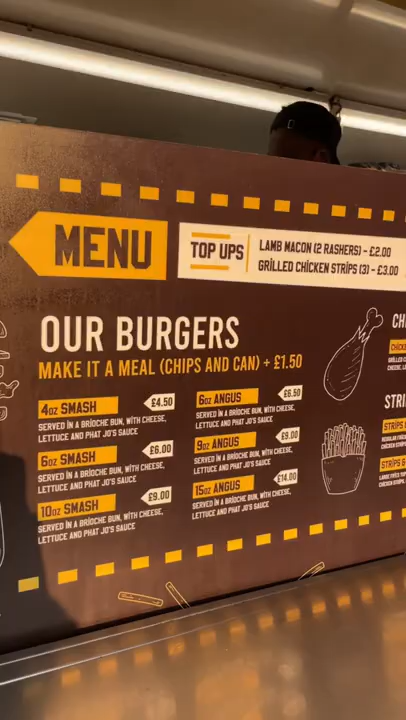 MENU
TOP UPS
LAMB MACON (2 RASHERS) - £2.00
GRILLED CHICKEN STRIPS (3) - £3.00
OUR BURGERS
MAKE IT A MEAL (CHIPS AND CAN) + £1.50
4oz SMASH £4.50
SERVED IN A BRIOCHE BUN, WITH CHEESE,
LETTUCE AND PHAT JO'S SAUCE
6oz SMASH £6.00
SERVED IN A BRIOCHE BUN, WITH CHEESE,
LETTUCE AND PHAT JO'S SAUCE
10oz SMASH £9.00
SERVED IN A BRIOCHE BUN, WITH CHEESE,
LETTUCE AND PHAT JO'S SAUCE
6oz ANGUS £6.50
SERVED IN A BRIOCHE BUN, WITH CHEESE,
LETTUCE AND PHAT JO'S SAUCE
9oz ANGUS £9.00
SERVED IN A BRIOCHE BUN, WITH CHEESE,
LETTUCE AND PHAT JO'S SAUCE
15oz ANGUS £14.00
SERVED IN A BRIOCHE BUN, WITH CHEESE,
LETTUCE AND PHAT JO'S SAUCE
STRI
STRIPS
STRIPS &